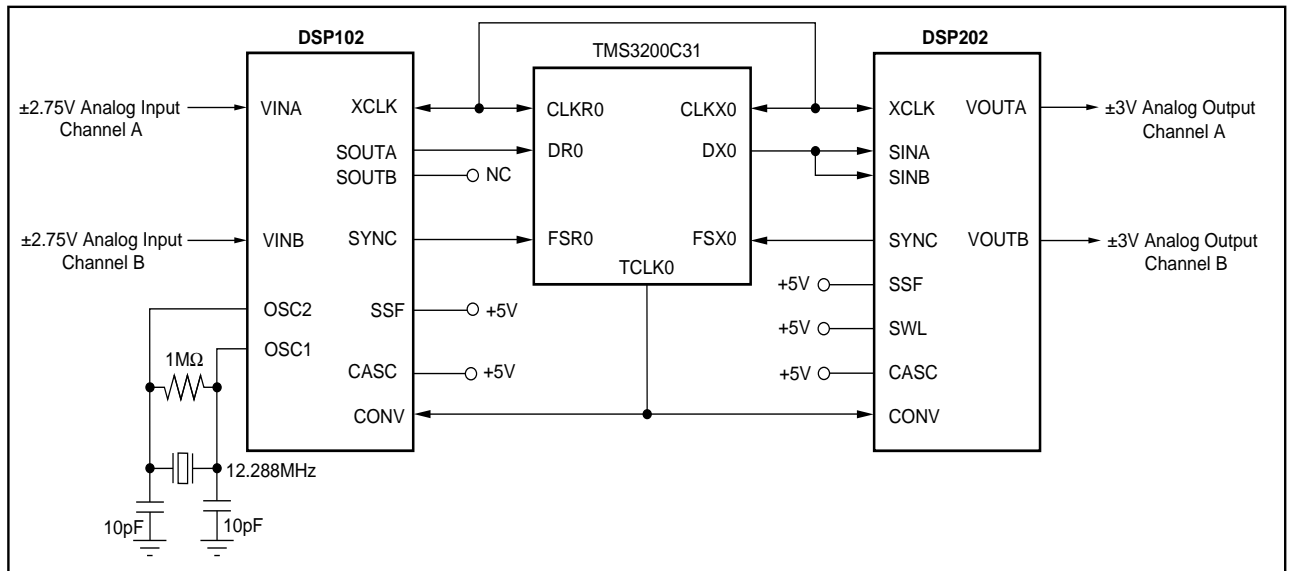 DSP102
DSP202
TMS3200C31
±2.75V Analog Input
Channel A
VINA
XCLK
CLKR0
CLKX0
XCLK
VOUTA
±3V Analog Output
Channel A
SOUTA
DR0
DX0
SINA
SOUTB
NC
SINB
±2.75V Analog Input
Channel B
VINB
SYNC
FSR0
FSX0
SYNC
VOUTB
±3V Analog Output
Channel B
TCLK0
OSC2
SSF
+5V
+5V
SSF
OSC1
+5V
SWL
1MΩ
CASC
+5V
+5V
CASC
CONV
CONV
12.288MHz
10pF
10pF